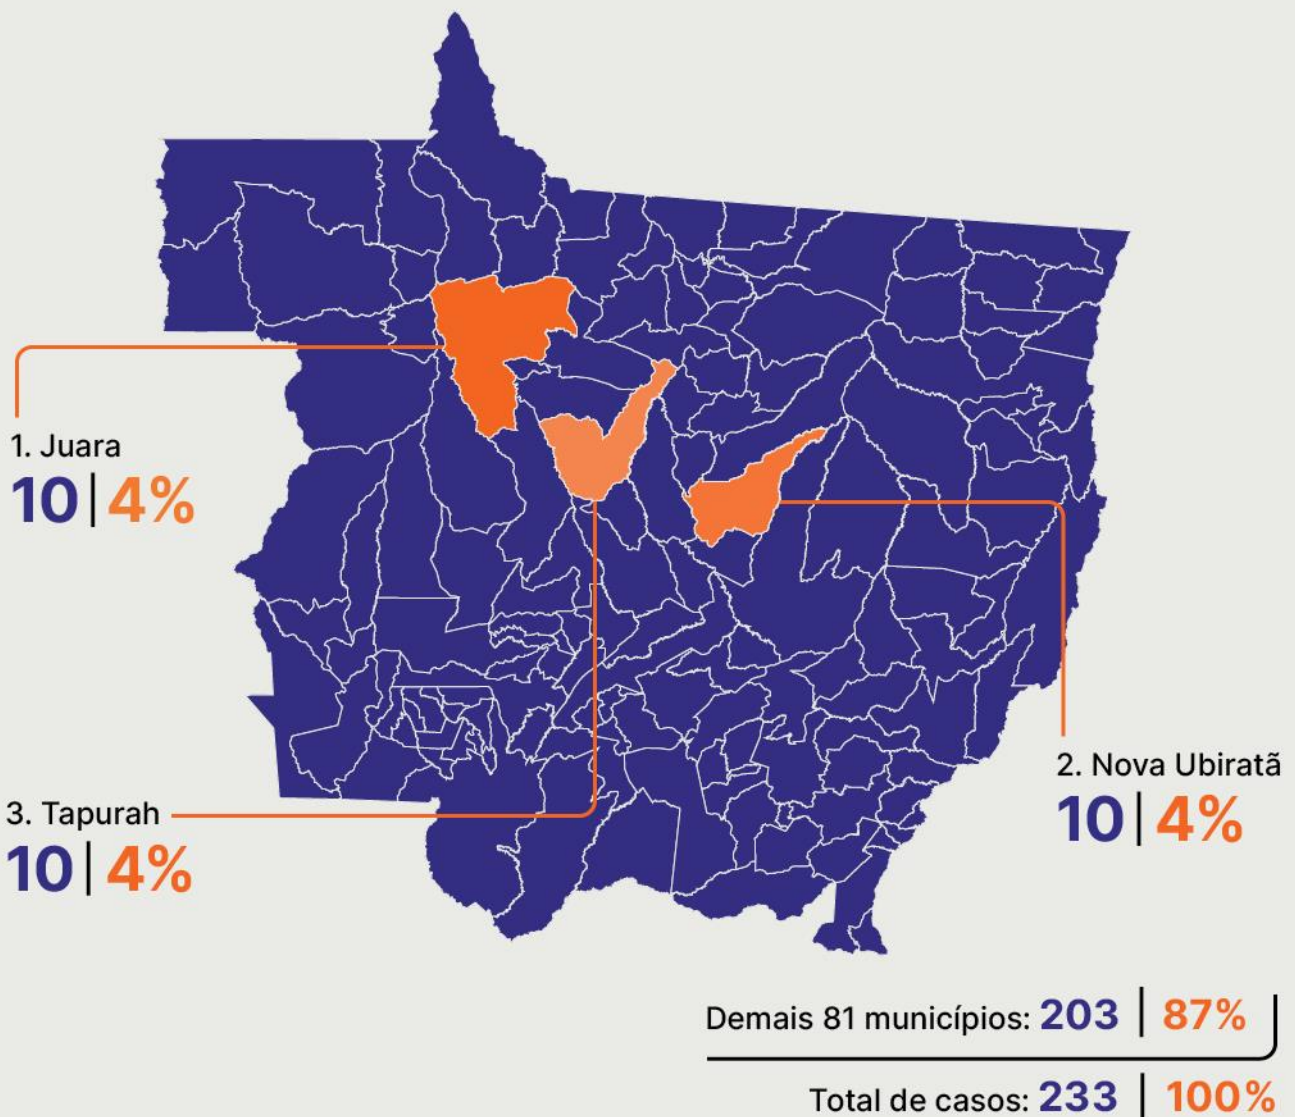 1. Juara
10 | 4%
2. Nova Ubiratã
10 | 4%
3. Tapurah
10 | 4%
Demais 81 municípios: 203 | 87%
Total de casos: 233 | 100%